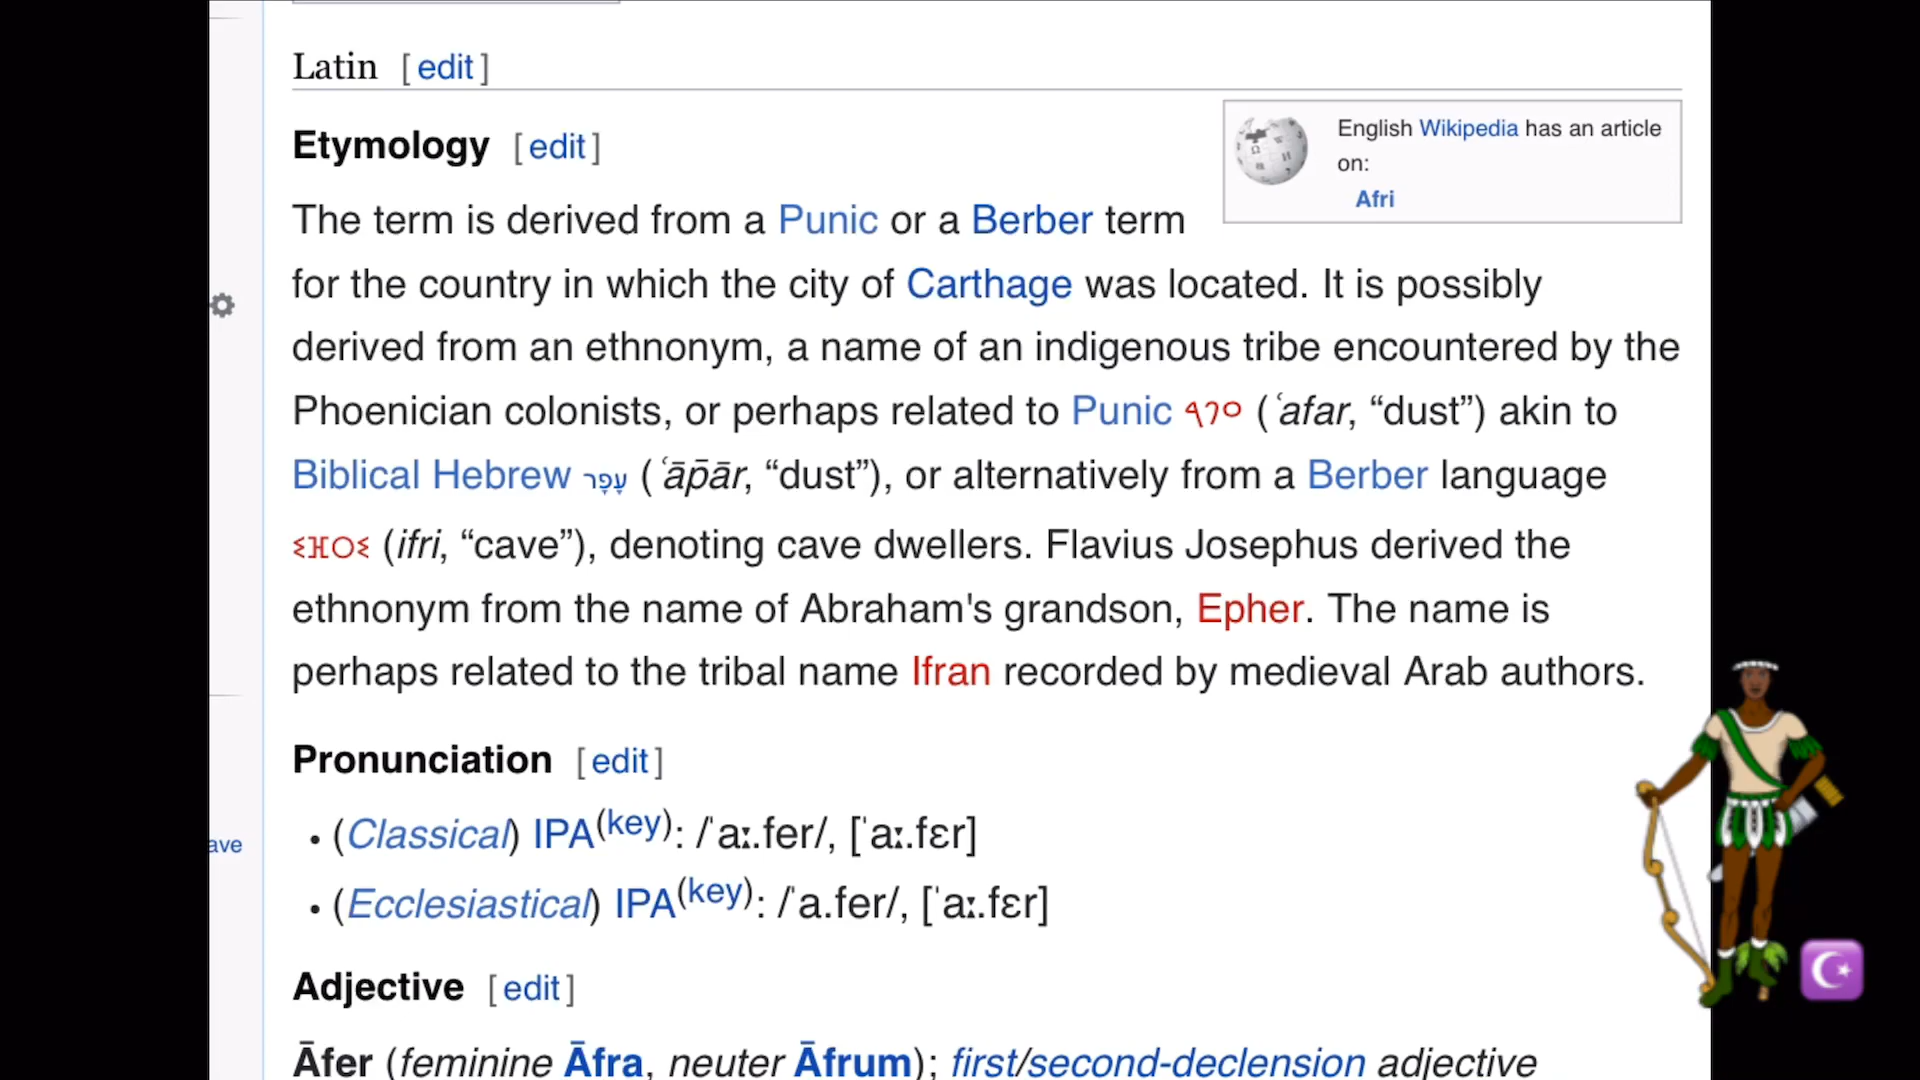 Latin [ edit ]
English Wikipedia has an article
on:
Afri
Etymology [ edit ]
The term is derived from a Punic or a Berber term
for the country in which the city of Carthage was located. It is possibly
derived from an ethnonym, a name of an indigenous tribe encountered by the
Phoenician colonists, or perhaps related to Punic 𐤏𐤐𐤓 (ʿafar, “dust”) akin to
Biblical Hebrew עָפָר (ʿāp̄ār, “dust”), or alternatively from a Berber language
ⵉⴼⵔⵉ (ifri, “cave”), denoting cave dwellers. Flavius Josephus derived the
ethnonym from the name of Abraham's grandson, Epher. The name is
perhaps related to the tribal name Ifran recorded by medieval Arab authors.
Pronunciation [ edit ]
• (Classical) IPA(key): /ˈaː.fer/, [ˈaː.fɛr]
ave
• (Ecclesiastical) IPA(key): /ˈa.fer/, [ˈaː.fɛr]
Adjective [ edit ]
Āfer (feminine Āfra, neuter Āfrum); first/second-declension adjective